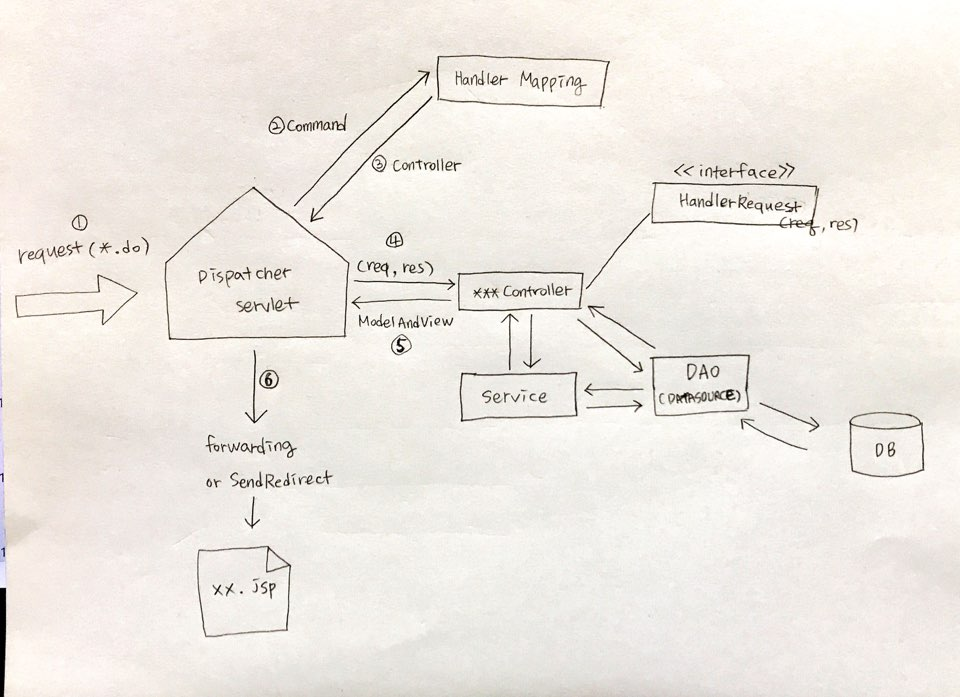 Handler Mapping
② Command
③ Controller
<<interface>>
HandlerRequest
(req, res)
①
request(*.do)
④
(req, res)
Dispatcher
servlet
***Controller
ModelAndView
⑤
⑥
Service
DAO
(DATASOURCE)
DB
forwarding
or SendRedirect
xx.jsp